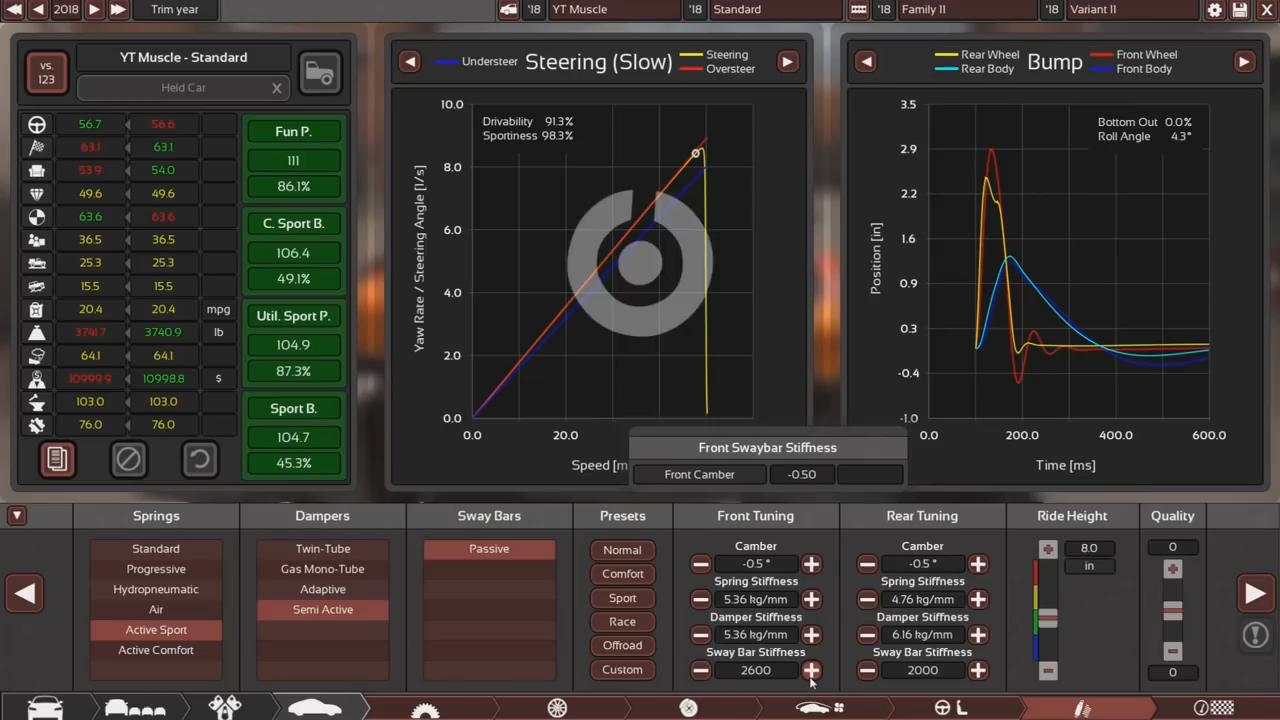 2018 Trim year '18 YT Muscle '18 Standard '18 Family 11 '18 Variant 11
vs. 123
YT Muscle - Standard
Held Car X
56.7 56.6
63.1 63.1
53.9 54.0
49.6 49.6
63.6 63.6
36.5 36.5
25.3 25.3
15.5 15.5
20.4 20.4 mpg
3741.7 3740.9 lb
64.1 64.1
10999.9 10998.8 $
103.0 103.0
76.0 76.0
Fun P.
111
86.1%
C. Sport B.
106.4
49.1%
Util. Sport P.
104.9
87.3%
Sport B.
104.7
45.3%
Understeer Steering (Slow) Steering
Oversteer
Drivability 91.3%
Sportiness 98.3%
Yaw Rate / Steering Angle [1/s]
10.0
8.0
6.0
4.0
2.0
0.0
0.0 20.0
Speed [m
Front Swaybar Stiffness
Front Camber -0.50
Rear Wheel Bump Front Wheel
Rear Body Front Body
Bottom Out 0.0%
Roll Angle 4.3°
Position [in]
3.5
2.9
2.2
1.6
0.9
0.3
-0.4
-1.0
0.0 200.0 400.0 600.0
Time [ms]
Springs
Standard
Progressive
Hydropneumatic
Air
Active Sport
Active Comfort
Dampers
Twin-Tube
Gas Mono-Tube
Adaptive
Semi Active
Sway Bars
Passive
Presets
Normal
Comfort
Sport
Race
Offroad
Custom
Front Tuning
Camber
-0.5 °
Spring Stiffness
5.36 kg/mm
Damper Stiffness
5.36 kg/mm
Sway Bar Stiffness
2600
Rear Tuning
Camber
-0.5 °
Spring Stiffness
4.76 kg/mm
Damper Stiffness
6.16 kg/mm
Sway Bar Stiffness
2000
Ride Height
8.0
in
Quality
0
0